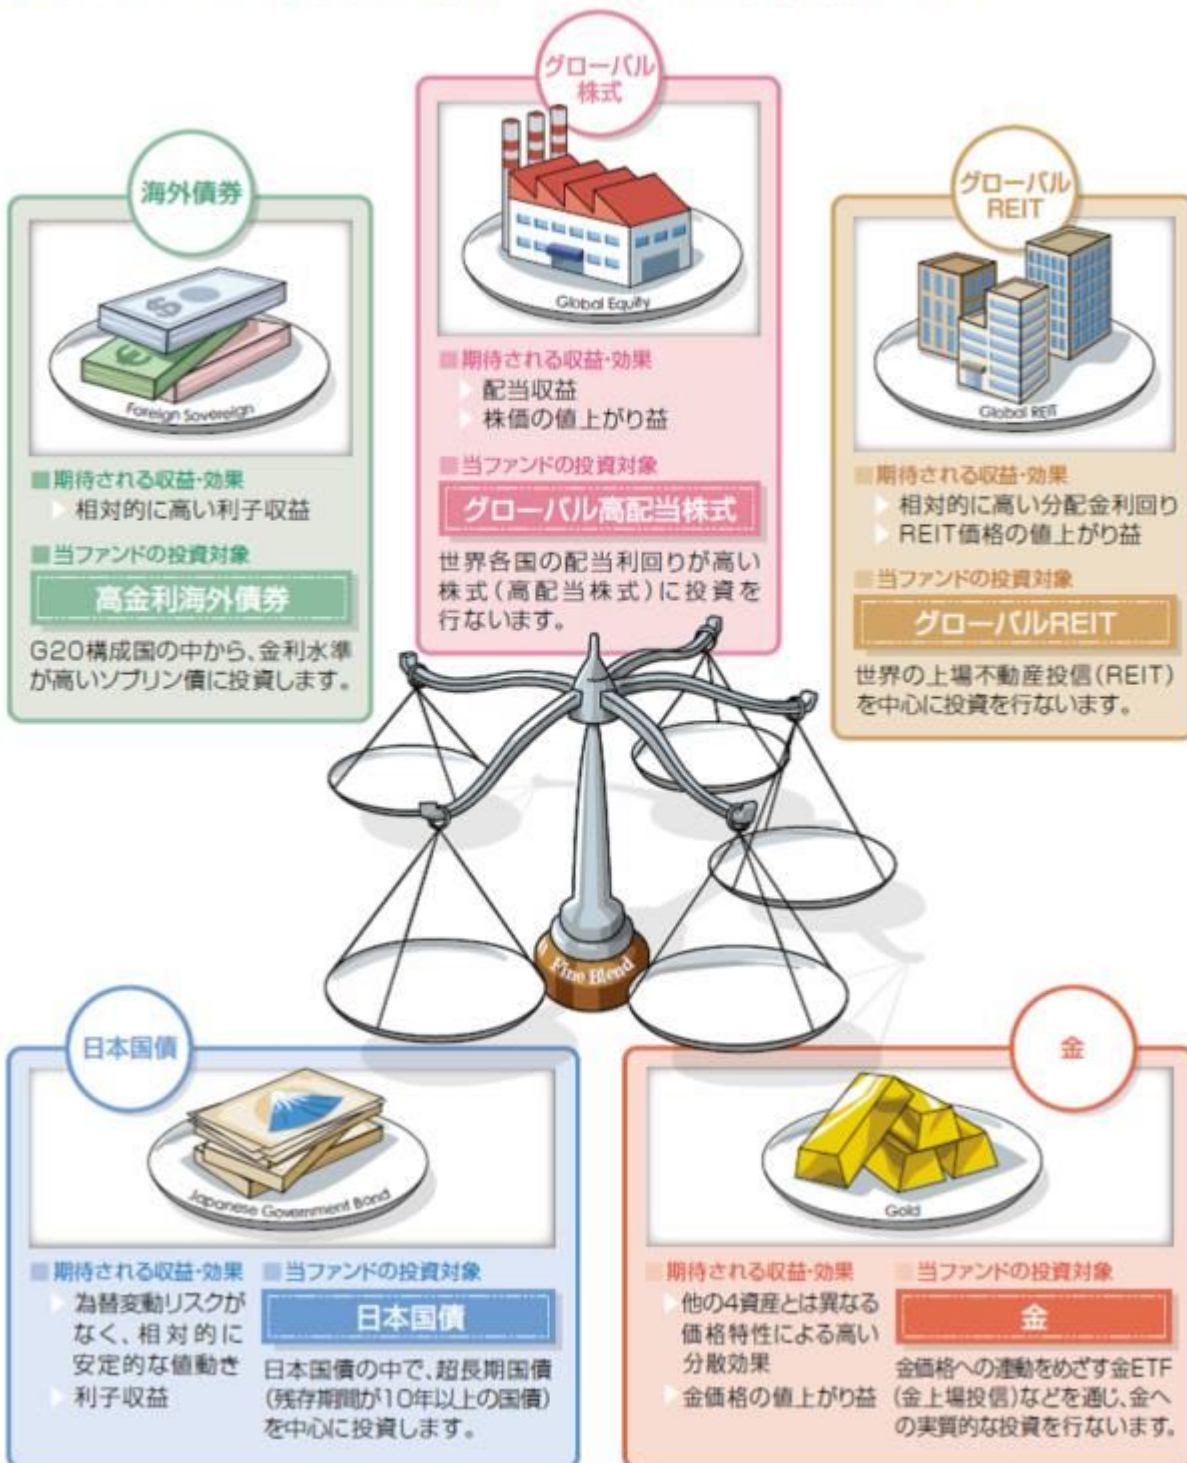 グローバル
株式
Global Equity
■期待される収益・効果
配当収益
株価の値上がり益
■当ファンドの投資対象
グローバル高配当株式
世界各国の配当利回りが高い
株式(高配当株式)に投資を
行ないます。
海外債券
Foreign Sovereign
■期待される収益・効果
相対的に高い利子収益
■当ファンドの投資対象
高金利海外債券
G20構成国の中から、金利水準
が高いソブリン債に投資します。
グローバル
REIT
Global REIT
■期待される収益・効果
相対的に高い分配金利回り
REIT価格の値上がり益
■当ファンドの投資対象
グローバルREIT
世界の上場不動産投信(REIT)
を中心に投資を行ないます。
Fine Blend
日本国債
Japanese Government Bond
■期待される収益・効果
為替変動リスクが
なく、相対的に
安定的な値動き
利子収益
■当ファンドの投資対象
日本国債
日本国債の中で、超長期国債
(残存期間が10年以上の国債)
を中心に投資します。
金
Gold
■期待される収益・効果
他の4資産とは異なる
価格特性による高い
分散効果
金価格の値上がり益
■当ファンドの投資対象
金
金価格への連動をめざす金ETF
(金上場投信)などを通じ、金へ
の実質的な投資を行ないます。